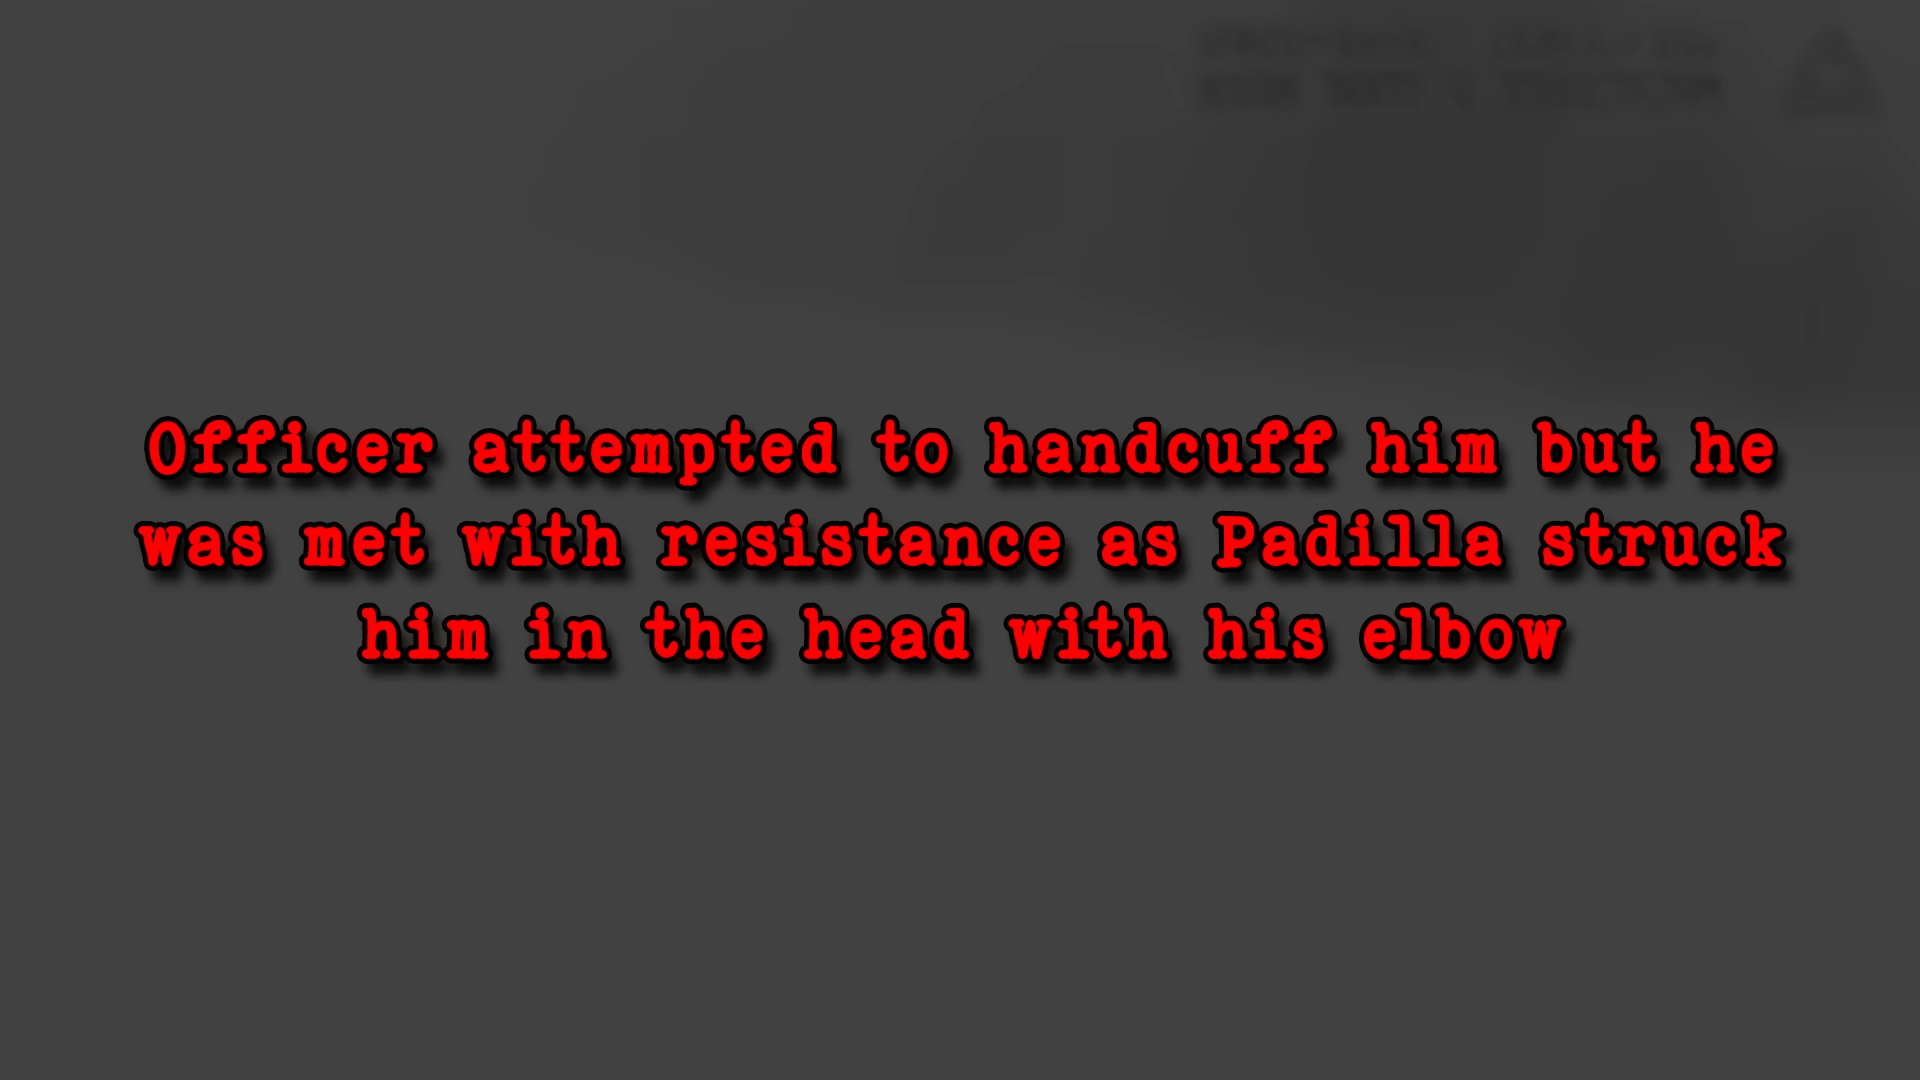 Officer attempted to handcuff him but he
was met with resistance as Padilla struck
him in the head with his elbow